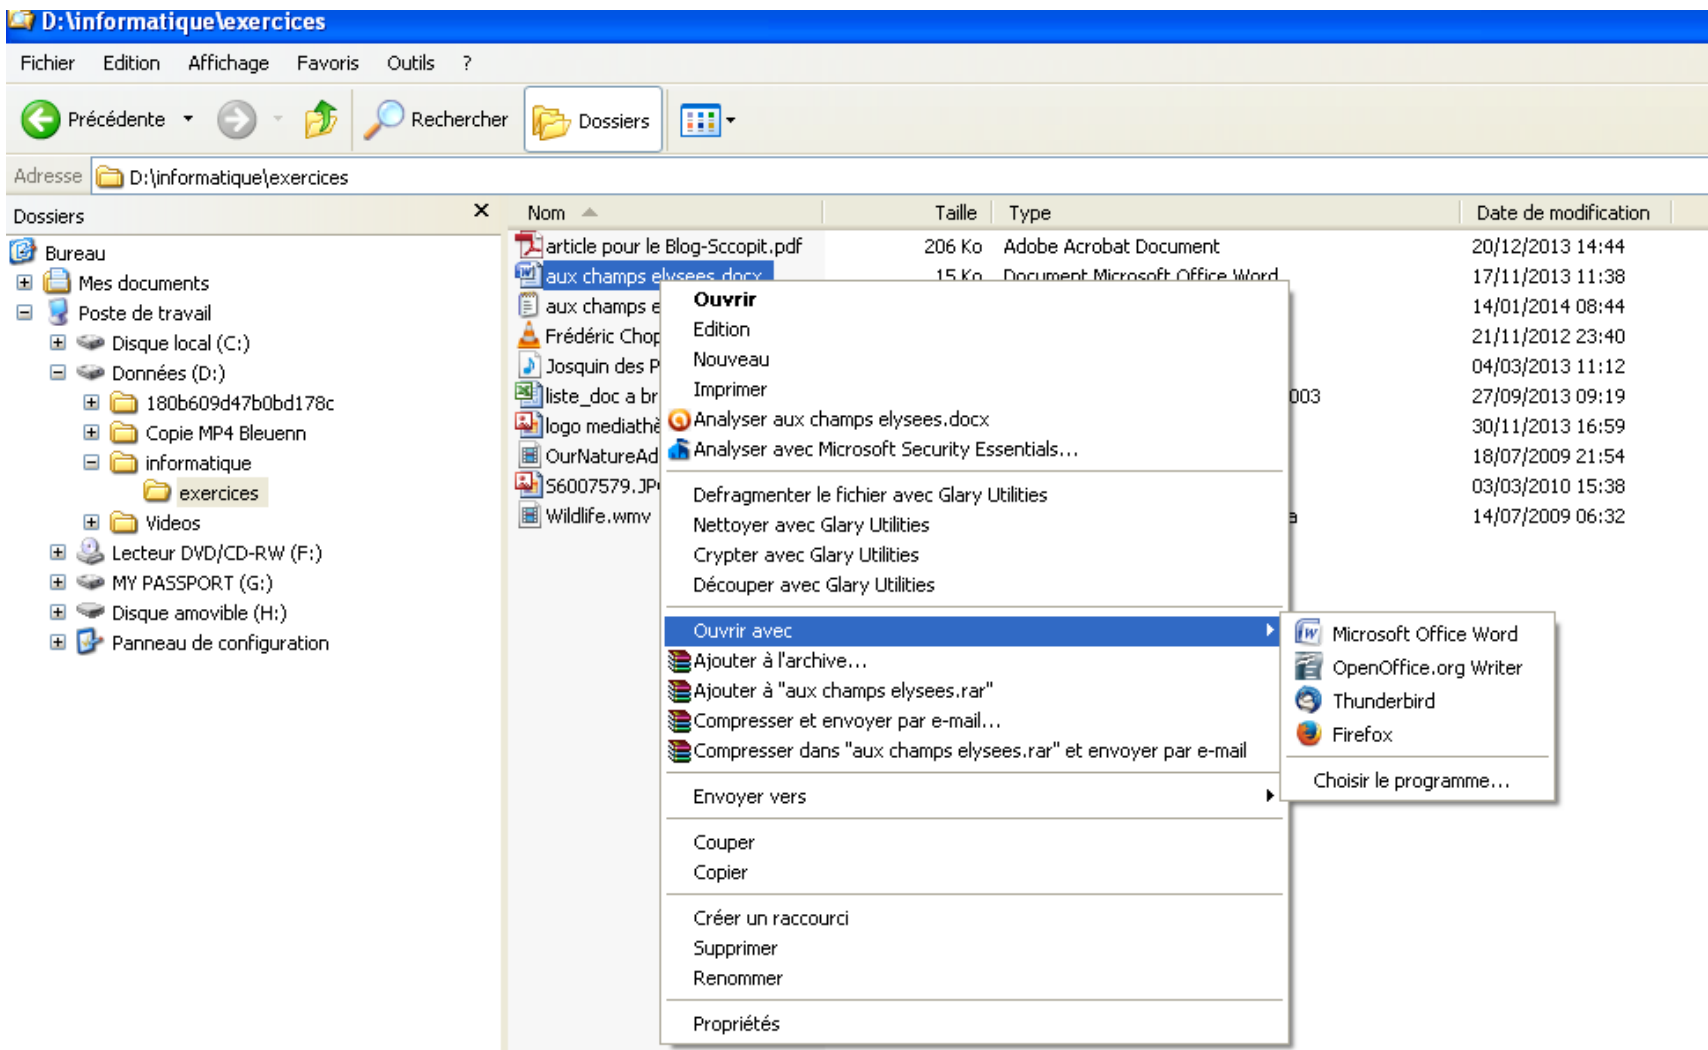 D:\informatique\exercices
Fichier Edition Affichage Favoris Outils ?
Précédente Rechercher Dossiers
Adresse D:\informatique\exercices
Dossiers
Bureau
Mes documents
Poste de travail
Disque local (C:)
Données (D:)
180b609d47b0bd178c
Copie MP4 Bleuenn
informatique
exercices
Videos
Lecteur DVD/CD-RW (F:)
MY PASSPORT (G:)
Disque amovible (H:)
Panneau de configuration
Nom Taille Type Date de modification
article pour le Blog-Sccopit.pdf 206 Ko Adobe Acrobat Document 20/12/2013 14:44
aux champs elysees.docx 15 Ko Document Microsoft Office Word 17/11/2013 11:38
aux champs e 14/01/2014 08:44
Frédéric Chop 21/11/2012 23:40
Josquin des P 04/03/2013 11:12
liste_doc a br 003 27/09/2013 09:19
logo mediathè 30/11/2013 16:59
OurNatureAd 18/07/2009 21:54
S6007579.JP 03/03/2010 15:38
Wildlife.wmv a 14/07/2009 06:32
Ouvrir
Edition
Nouveau
Imprimer
Analyser aux champs elysees.docx
Analyser avec Microsoft Security Essentials...
Defragmenter le fichier avec Glary Utilities
Nettoyer avec Glary Utilities
Crypter avec Glary Utilities
Découper avec Glary Utilities
Ouvrir avec
Ajouter à l'archive...
Ajouter à "aux champs elysees.rar"
Compresser et envoyer par e-mail...
Compresser dans "aux champs elysees.rar" et envoyer par e-mail
Envoyer vers
Couper
Copier
Créer un raccourci
Supprimer
Renommer
Propriétés
Microsoft Office Word
OpenOffice.org Writer
Thunderbird
Firefox
Choisir le programme...